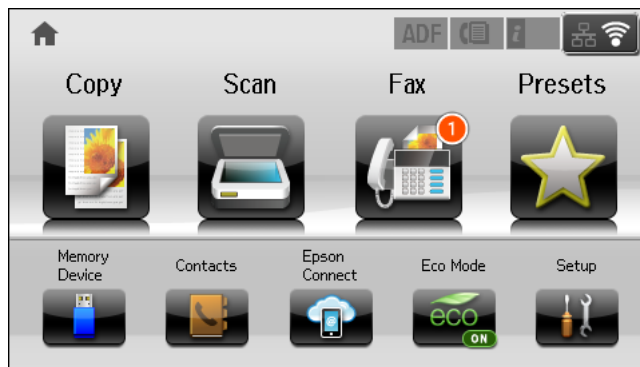 ADF i
Copy Scan Fax Presets
1
Memory Device Contacts Epson Connect Eco Mode Setup
@
eco
ON